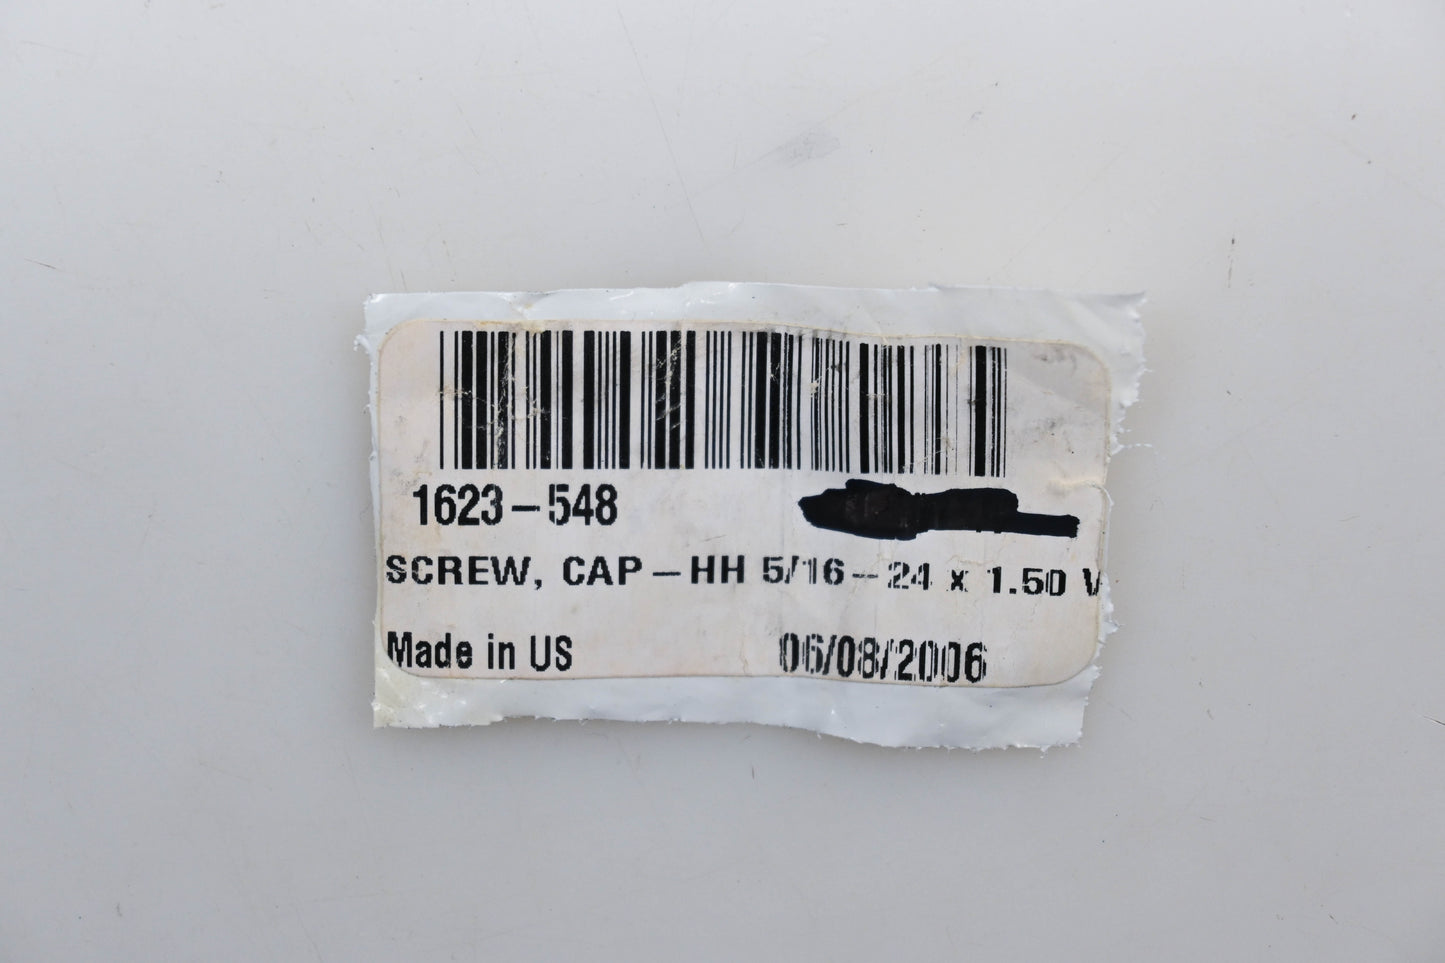 1623-548
SCREW, CAP-HH 5/16-24 x 1.50 V
Made in US 06/08/2006